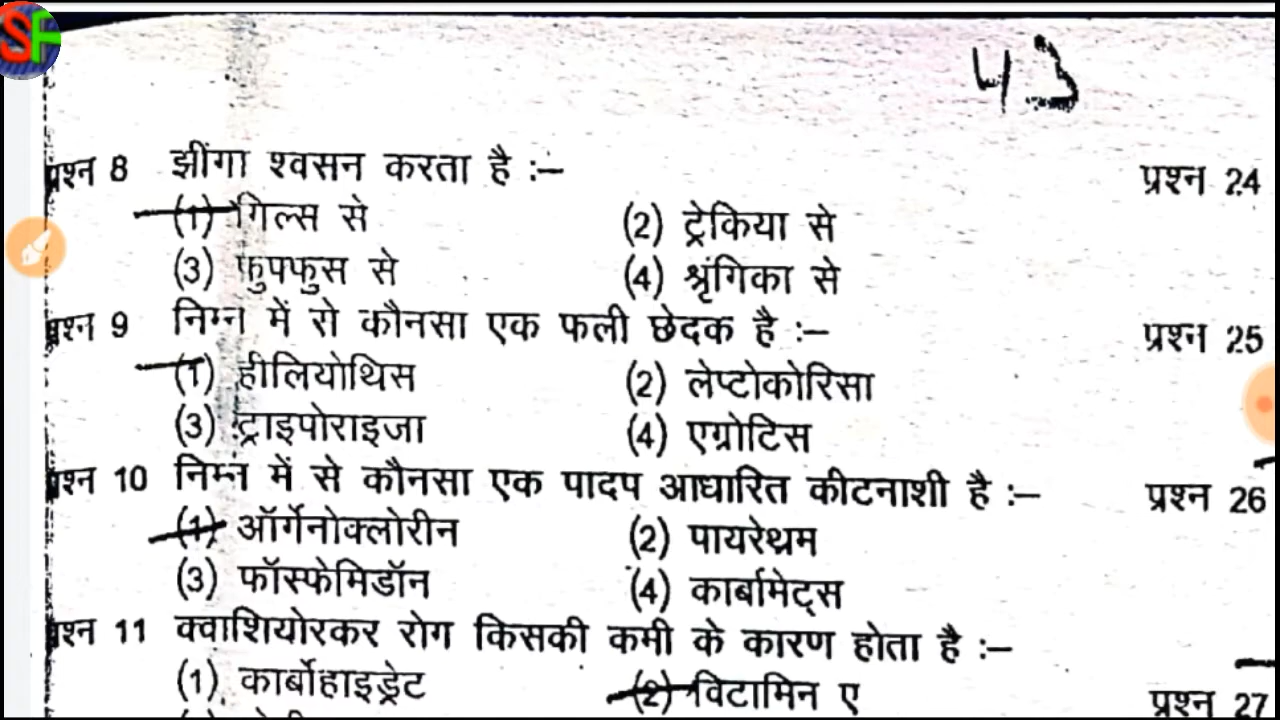 SF
43
प्रश्न 8 झींगा श्वसन करता है :–
(1) गिल्स से (2) ट्रेकिया से
(3) फुफ्फुस से (4) श्रृंगिका से
प्रश्न 9 निम्न में से कौनसा एक फली छेदक है :–
(1) हीलियोथिस (2) लेप्टोकोरिसा
(3) ट्राइपोराइजा (4) एग्रोटिस
प्रश्न 10 निम्न में से कौनसा एक पादप आधारित कीटनाशी है :–
(1) ऑर्गेनोक्लोरीन (2) पायरेथ्रम
(3) फॉस्फेमिडॉन (4) कार्बामेट्स
प्रश्न 11 क्वाशियोरकर रोग किसकी कमी के कारण होता है :–
(1) कार्बोहाइड्रेट (2) विटामिन ए
प्रश्न 24
प्रश्न 25
प्रश्न 26
प्रश्न 27